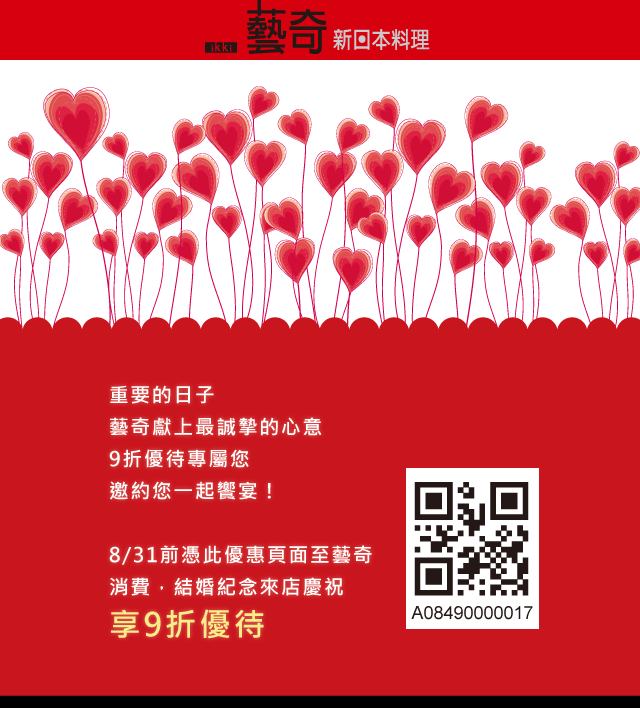 ikki 藝奇 新日本料理
重要的日子
藝奇獻上最誠摯的心意
9折優待專屬您
邀約您一起饗宴！
8/31前憑此優惠頁面至藝奇
消費，結婚紀念來店慶祝
享9折優待
A08490000017